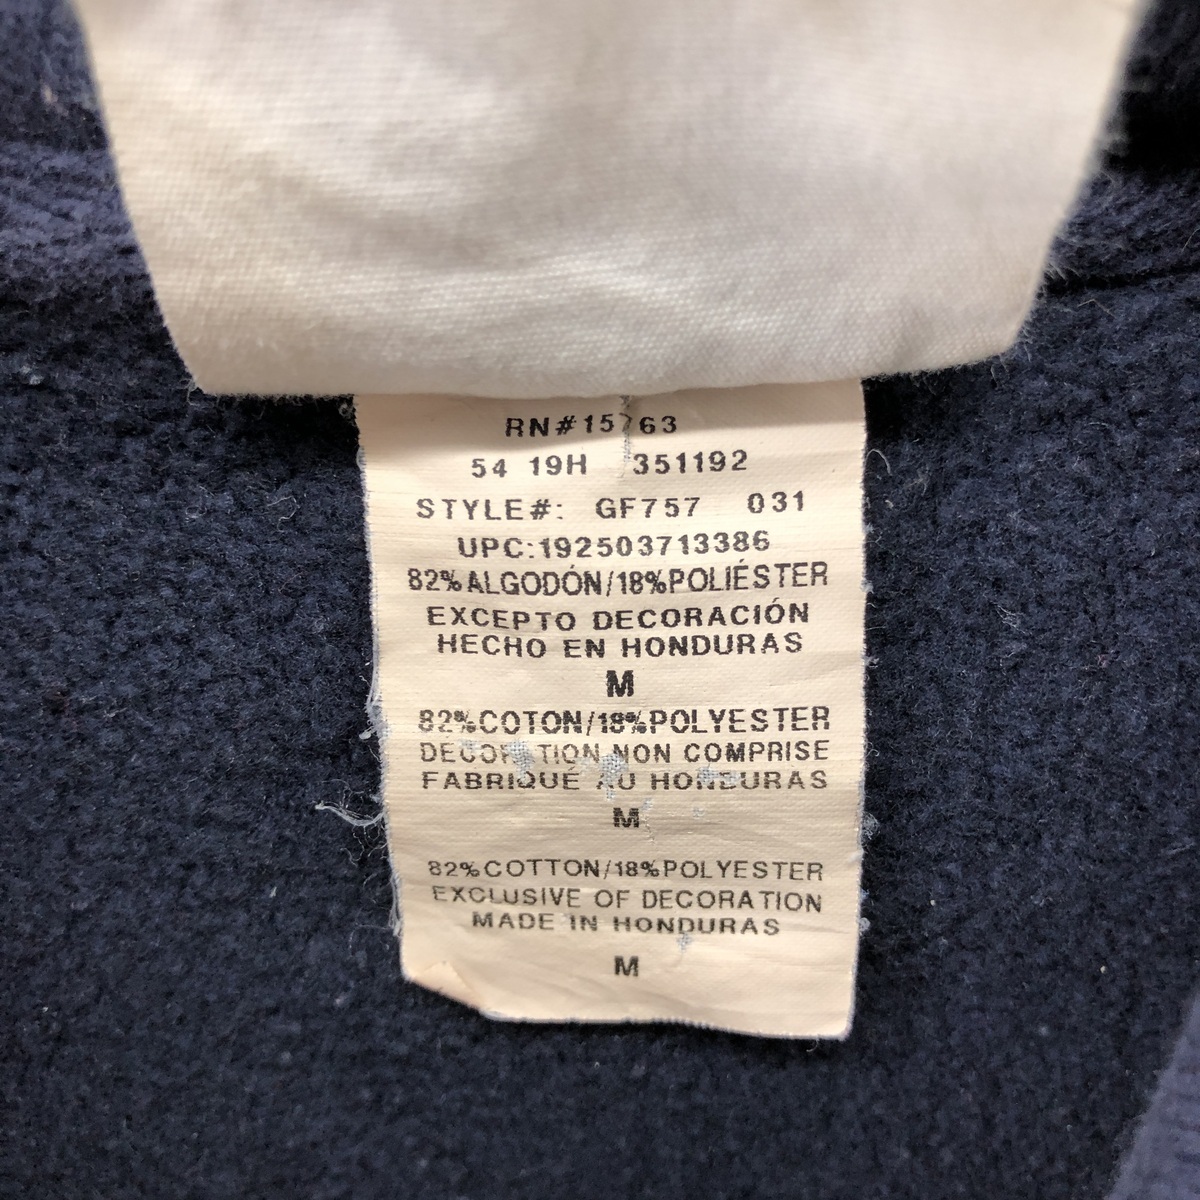 RN#15763
54 19H 351192
STYLE#: GF757 031
UPC:192503713386
82%ALGODÓN/18%POLIÉSTER
EXCEPTO DECORACIÓN
HECHO EN HONDURAS
M
82%COTON/18%POLYESTER
DECORATION NON COMPRISE
FABRIQUÉ AU HONDURAS
M
82%COTTON/18%POLYESTER
EXCLUSIVE OF DECORATION
MADE IN HONDURAS
M